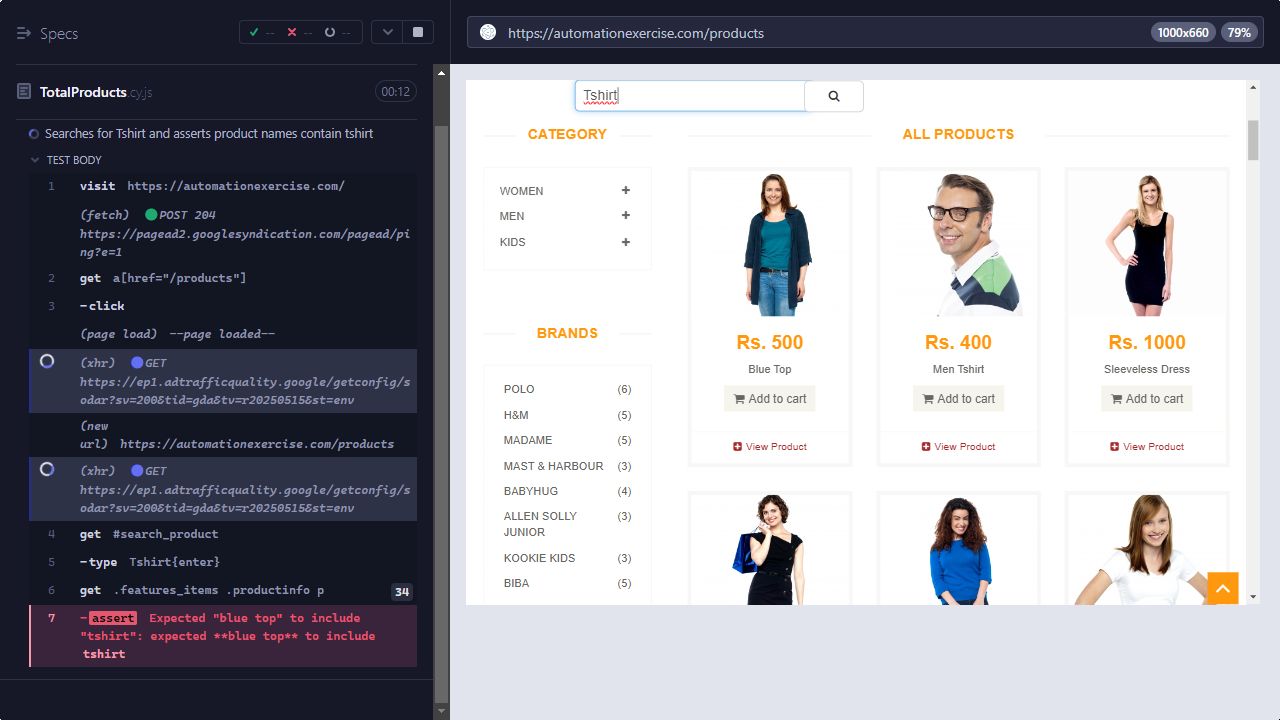 Specs
-- -- --
TotalProducts.cy.js
00:12
Searches for Tshirt and asserts product names contain tshirt
TEST BODY
1 visit https://automationexercise.com/
(fetch) POST 204
https://pagead2.googlesyndication.com/pagead/pi
ng?e=1
2 get a[href="/products"]
3 -click
(page load) --page loaded--
(xhr) GET
https://ep1.adtrafficquality.google/getconfig/s
odar?sv=200&tid=gda&tv=r20250515&st=env
(new
url) https://automationexercise.com/products
(xhr) GET
https://ep1.adtrafficquality.google/getconfig/s
odar?sv=200&tid=gda&tv=r20250515&st=env
4 get #search_product
5 -type Tshirt{enter}
6 get .features_items .productinfo p 34
7 -assert Expected "blue top" to include
"tshirt": expected **blue top** to include
tshirt
https://automationexercise.com/products
1000x660 79%
Tshirt
CATEGORY
WOMEN +
MEN +
KIDS +
BRANDS
POLO (6)
H&M (5)
MADAME (5)
MAST & HARBOUR (3)
BABYHUG (4)
ALLEN SOLLY (3)
JUNIOR
KOOKIE KIDS (3)
BIBA (5)
ALL PRODUCTS
Rs. 500
Blue Top
Add to cart
View Product
Rs. 400
Men Tshirt
Add to cart
View Product
Rs. 1000
Sleeveless Dress
Add to cart
View Product